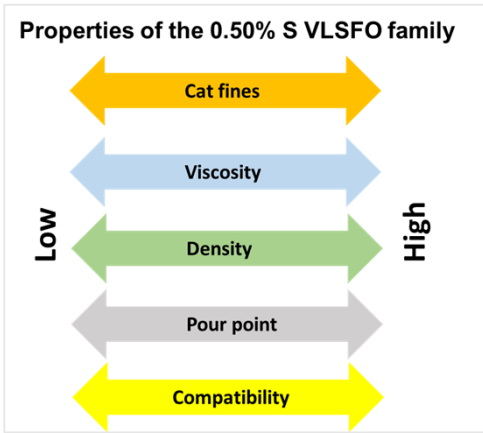 Properties of the 0.50% S VLSFO family
Cat fines
Viscosity
Low
High
Density
Pour point
Compatibility